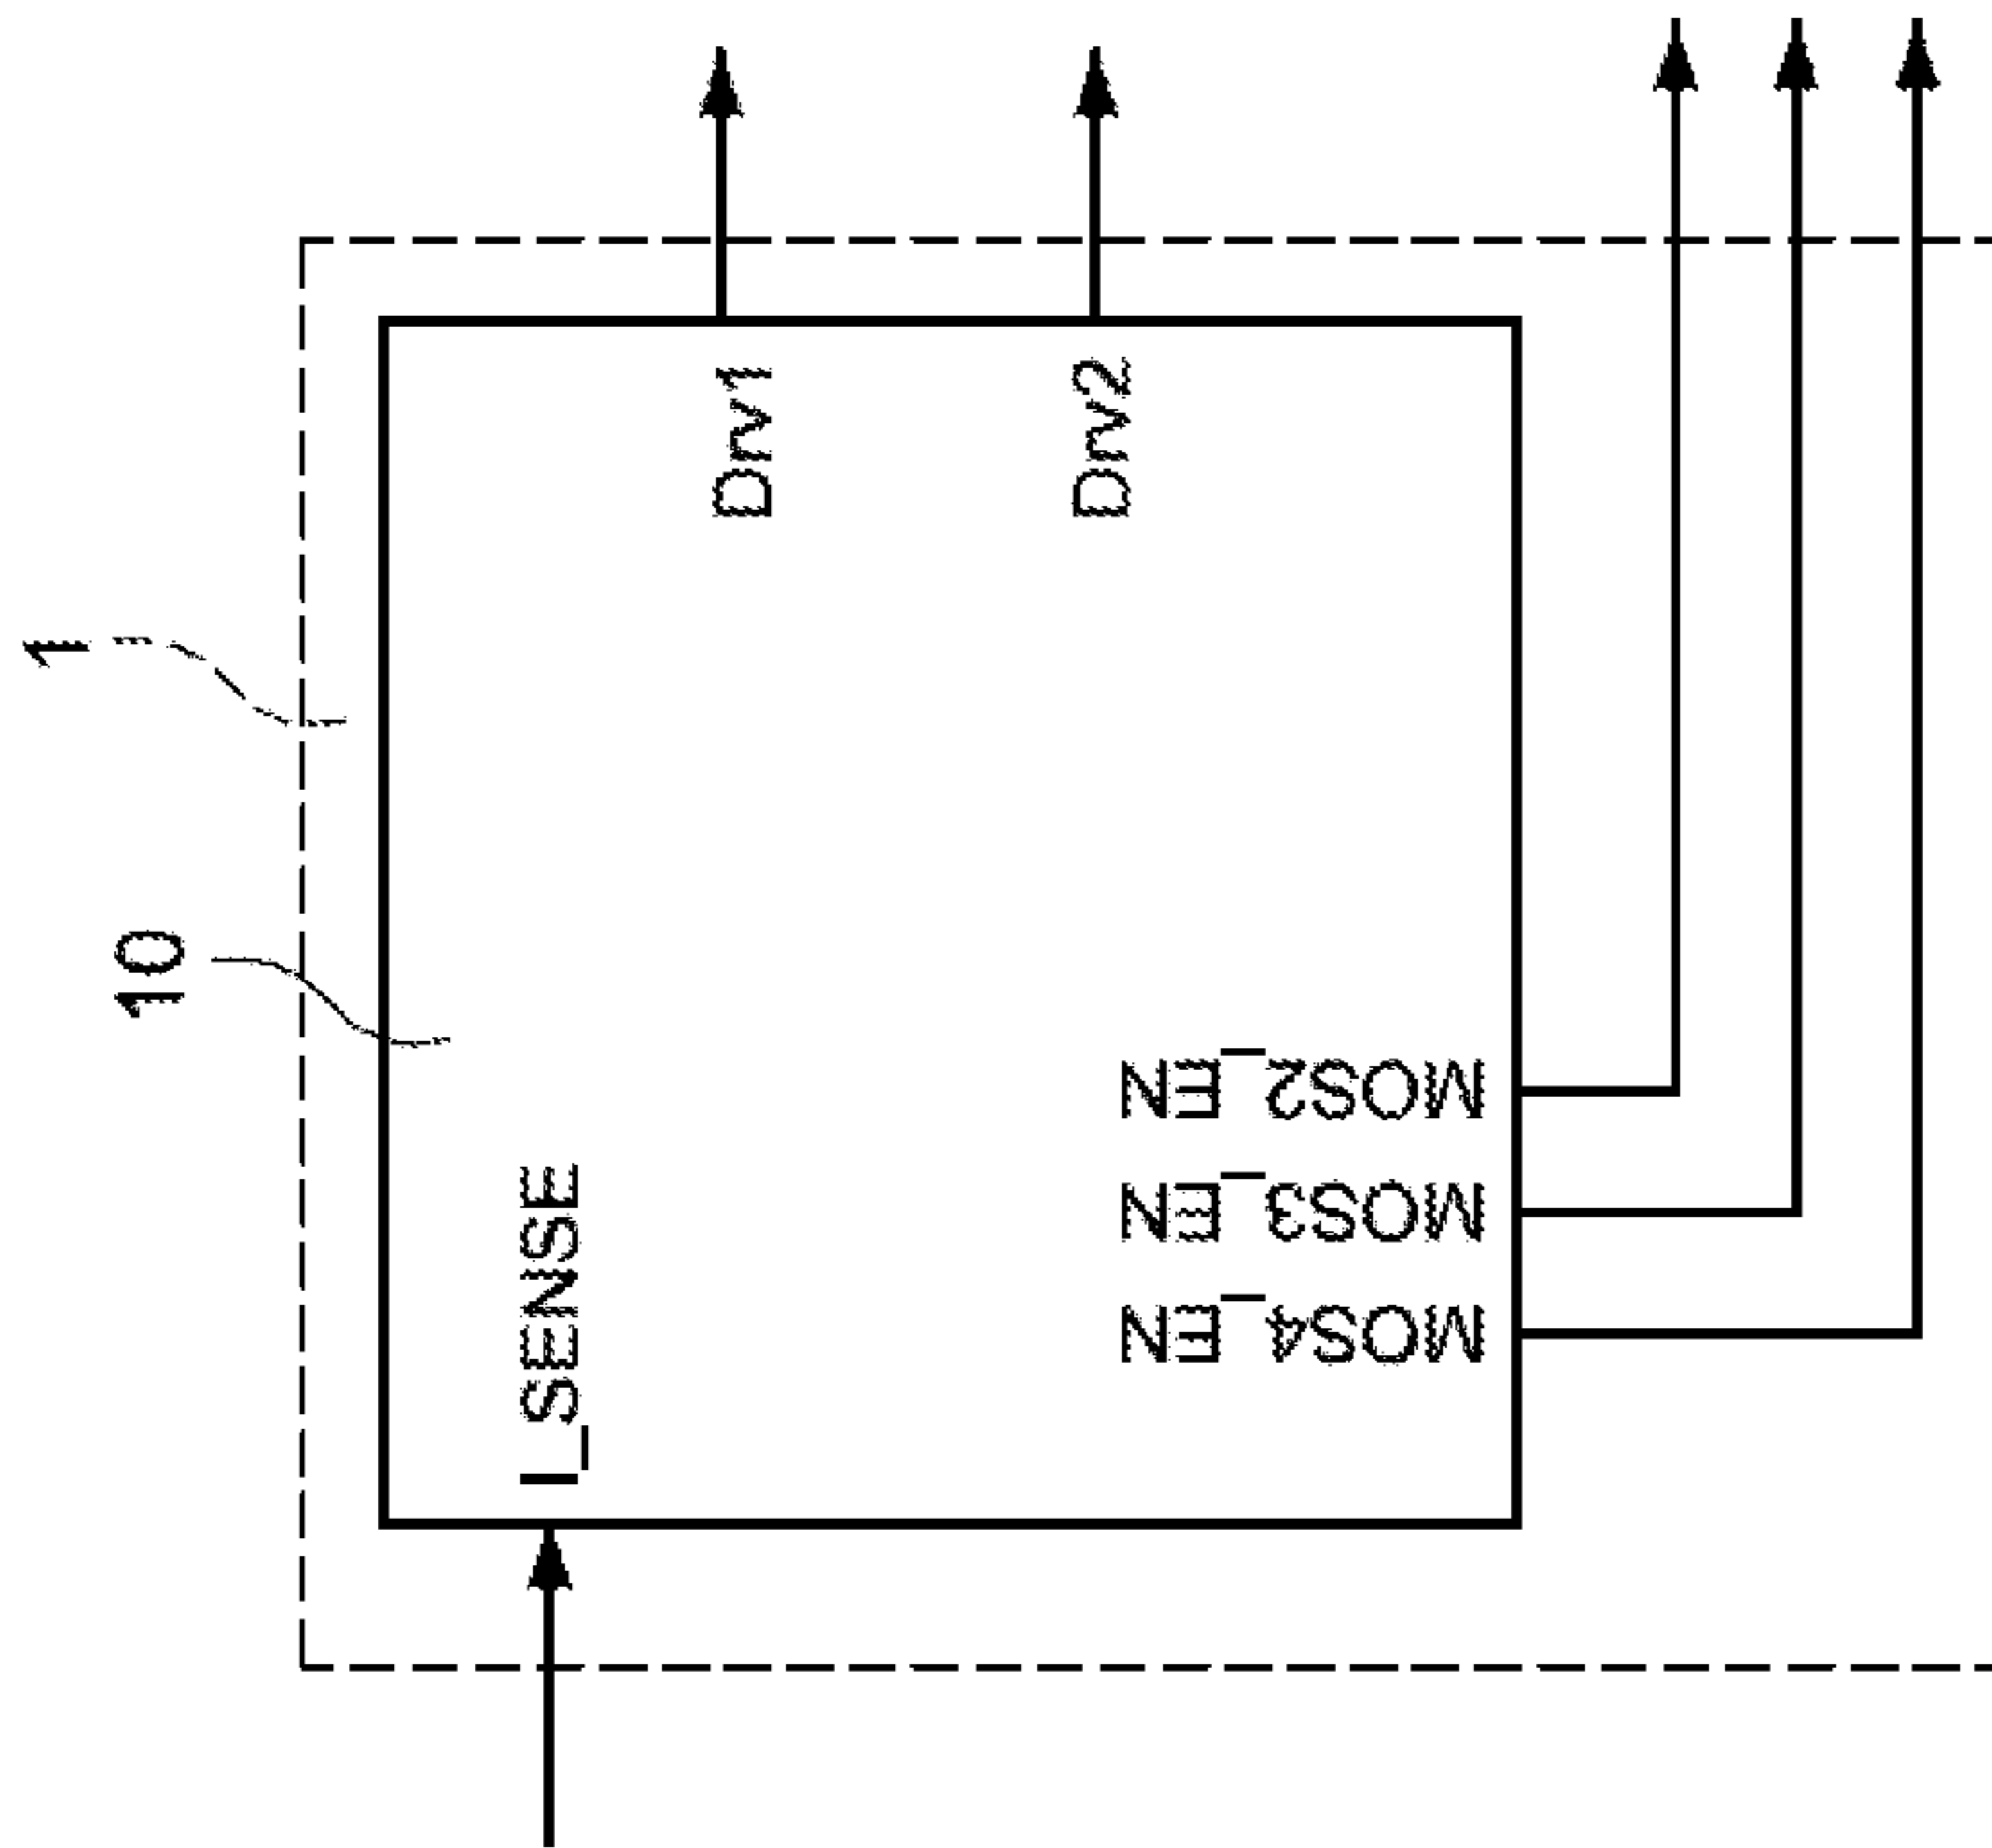 Drv1
Drv2
1
10
MOS2_EN
MOS3_EN
MOS4_EN
I_SENSE